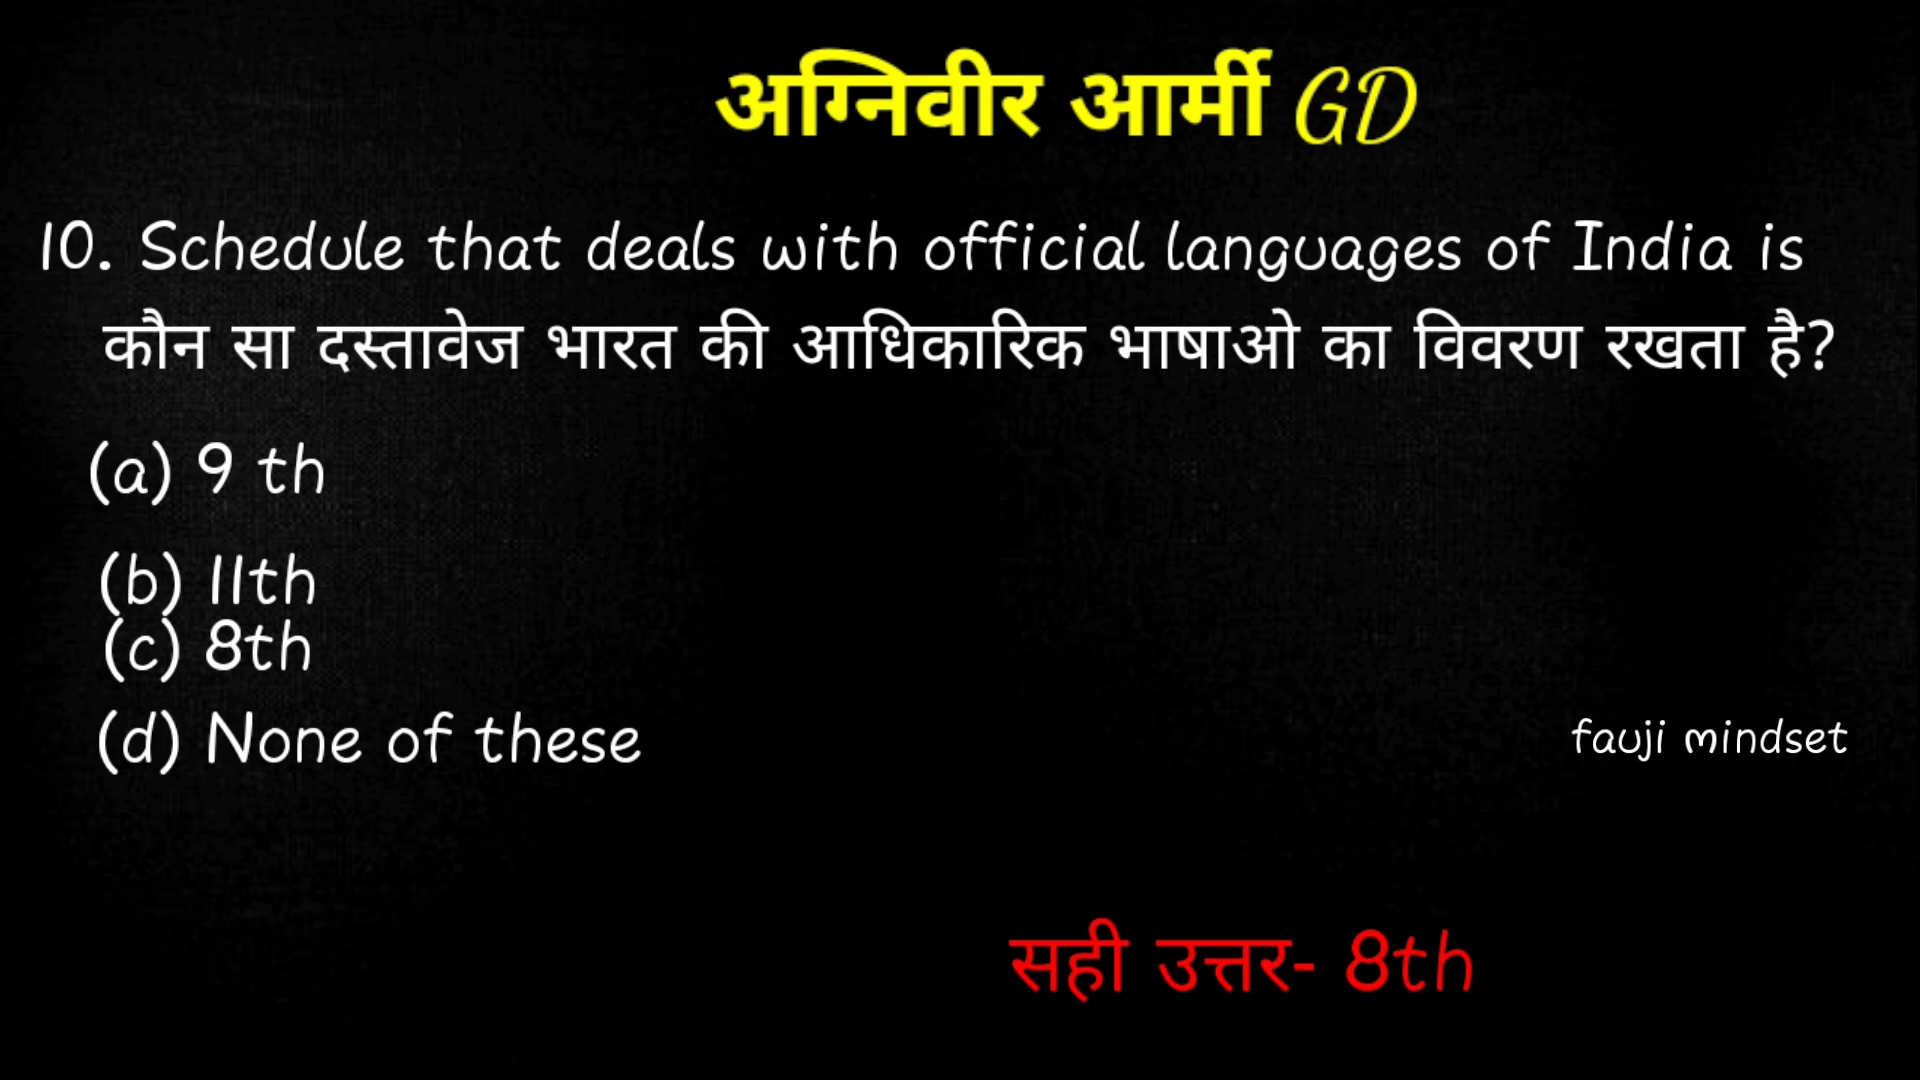 अग्निवीर आर्मी GD
10. Schedule that deals with official languages of India is
कौन सा दस्तावेज भारत की आधिकारिक भाषाओ का विवरण रखता है?
(a) 9 th
(b) 11th
(c) 8th
(d) None of these
fauji mindset
सही उत्तर- 8th